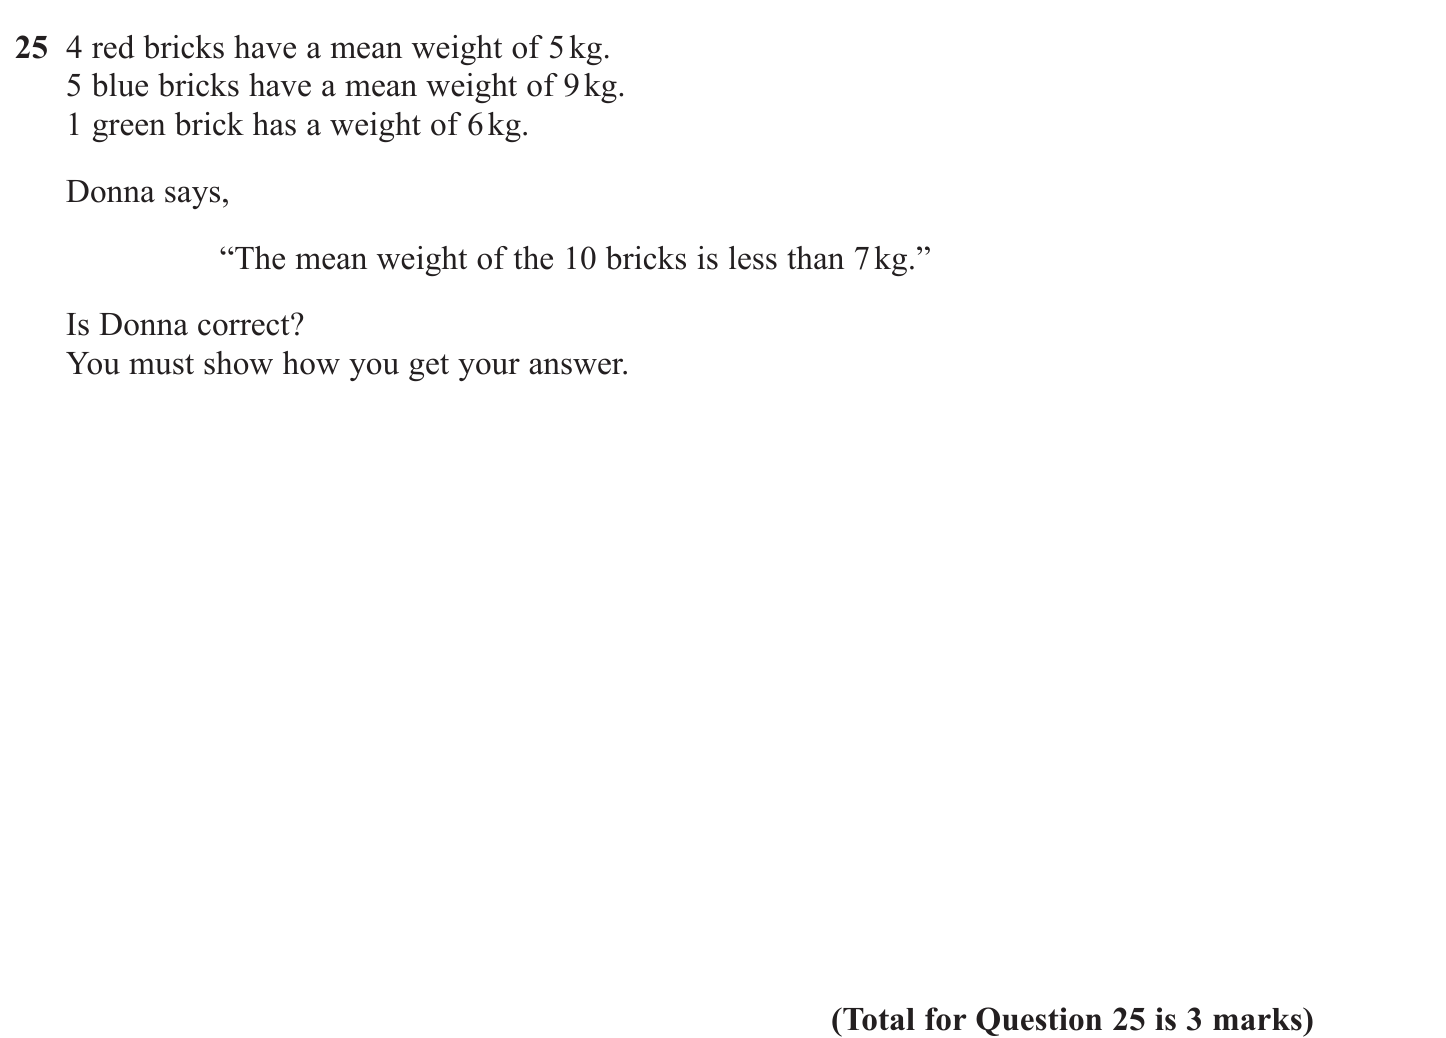 25 4 red bricks have a mean weight of 5 kg.
5 blue bricks have a mean weight of 9 kg.
1 green brick has a weight of 6 kg.
Donna says,
“The mean weight of the 10 bricks is less than 7 kg.”
Is Donna correct?
You must show how you get your answer.
(Total for Question 25 is 3 marks)